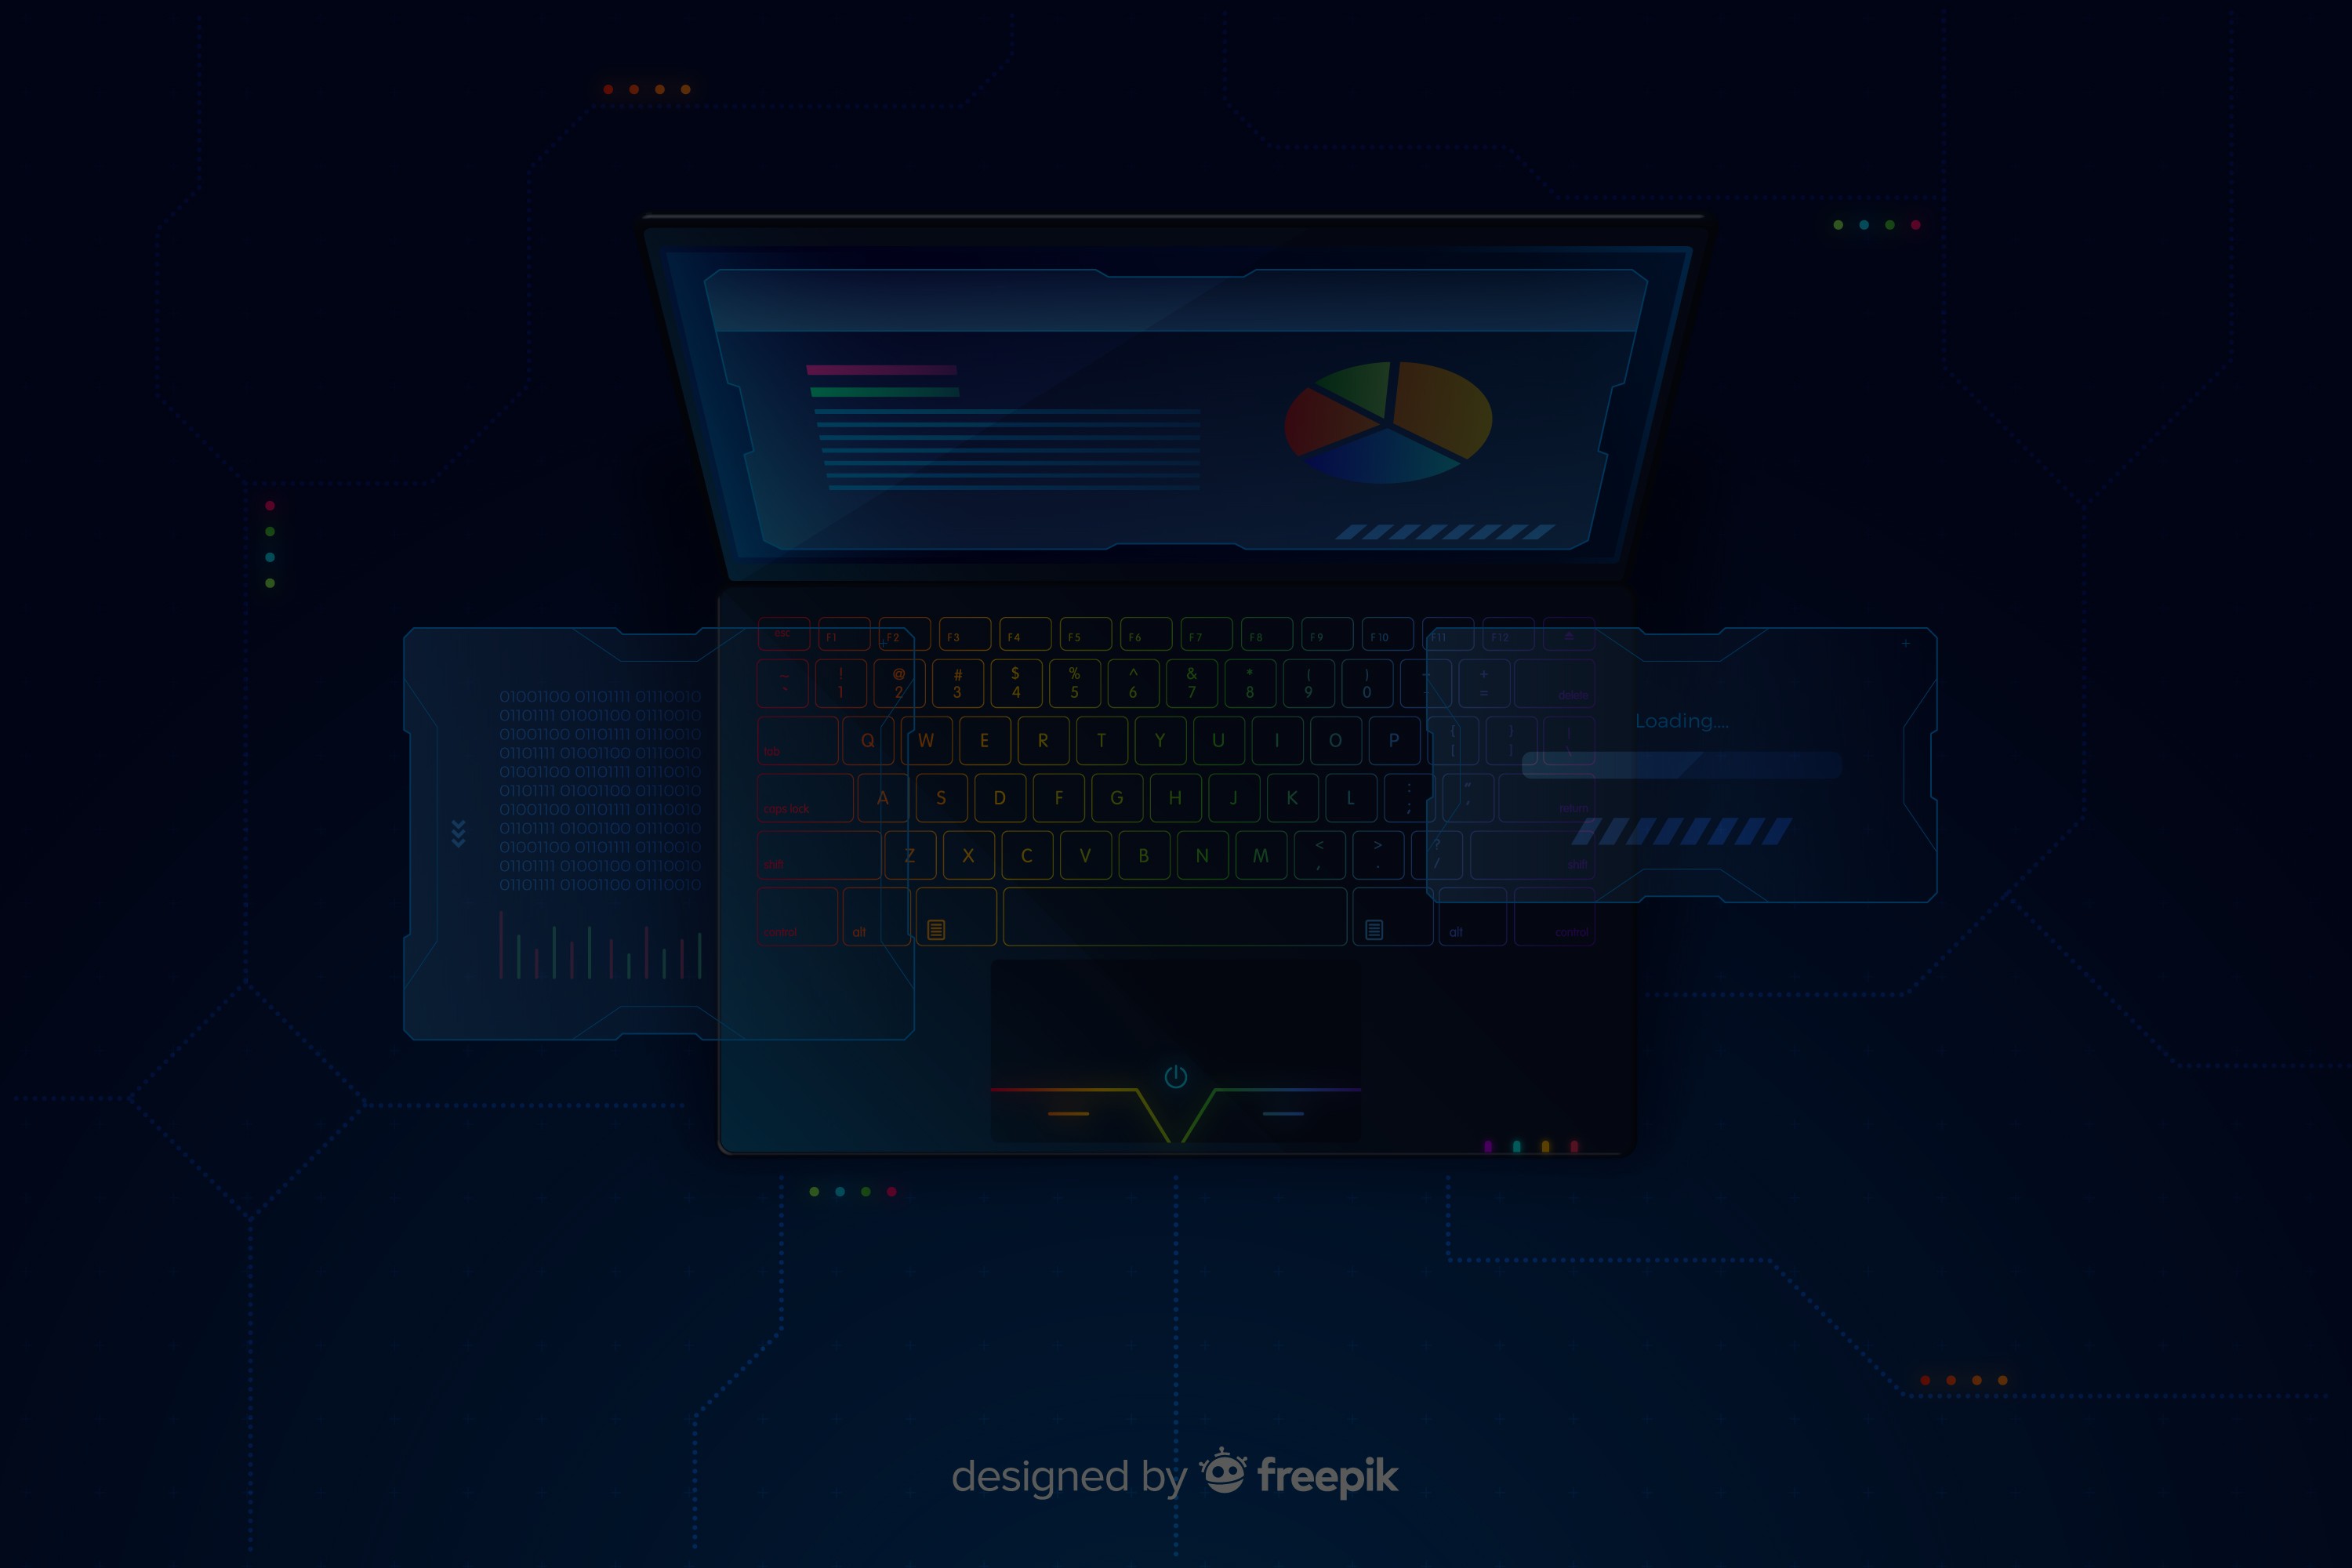 esc F1 F2 F3 F4 F5 F6 F7 F8 F9 F10 F11 F12
~ ! @ # $ % ^ & * ( ) - +
` 1 2 3 4 5 6 7 8 9 0 - = delete
tab Q W E R T Y U I O P { } |
[ ] \
caps lock A S D F G H J K L : ; " ' return
shift Z X C V B N M < , > . ? / shift
control alt alt control
01001100 01101111 01110010
01101111 01001100 01110010
01001100 01101111 01110010
01101111 01001100 01110010
01001100 01101111 01110010
01101111 01001100 01110010
01001100 01101111 01110010
01101111 01001100 01110010
01001100 01101111 01110010
01101111 01001100 01110010
01101111 01001100 01110010
Loading....
designed by freepik